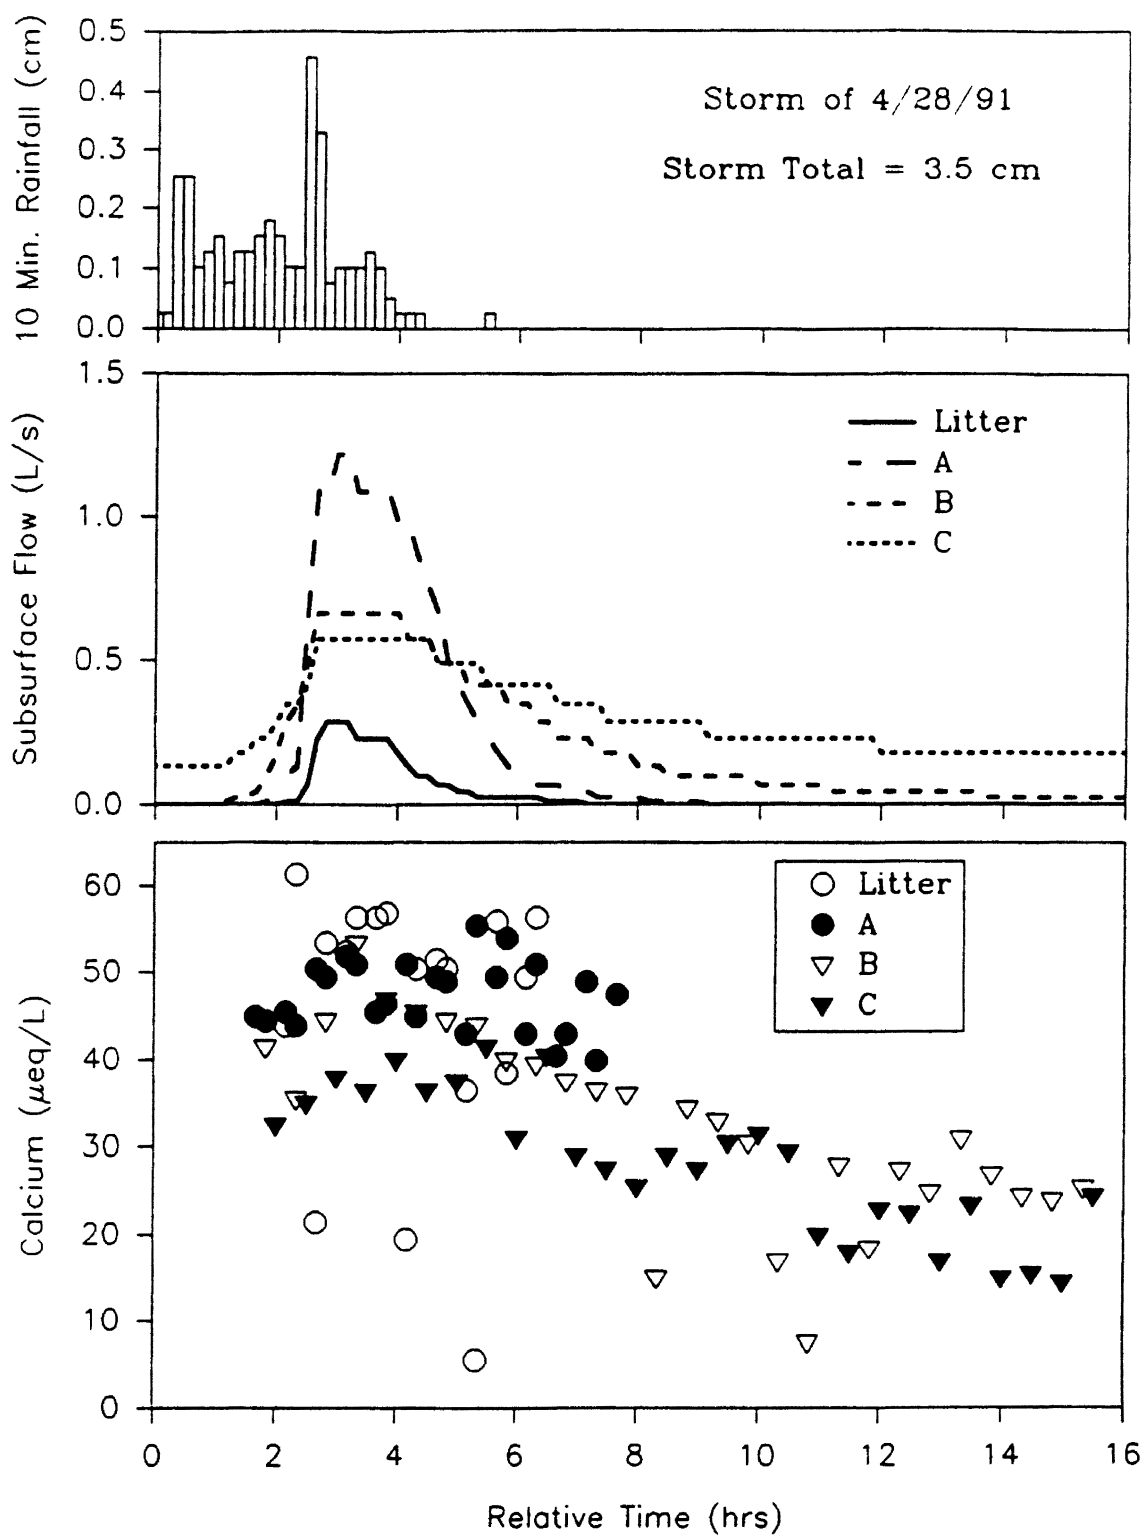 10 Min. Rainfall (cm)
0.5
0.4
0.3
0.2
0.1
0.0
Storm of 4/28/91
Storm Total = 3.5 cm
Subsurface Flow (L/s)
1.5
1.0
0.5
0.0
Litter
A
B
C
Calcium (μeq/L)
60
50
40
30
20
10
0
Litter
A
B
C
0 2 4 6 8 10 12 14 16
Relative Time (hrs)